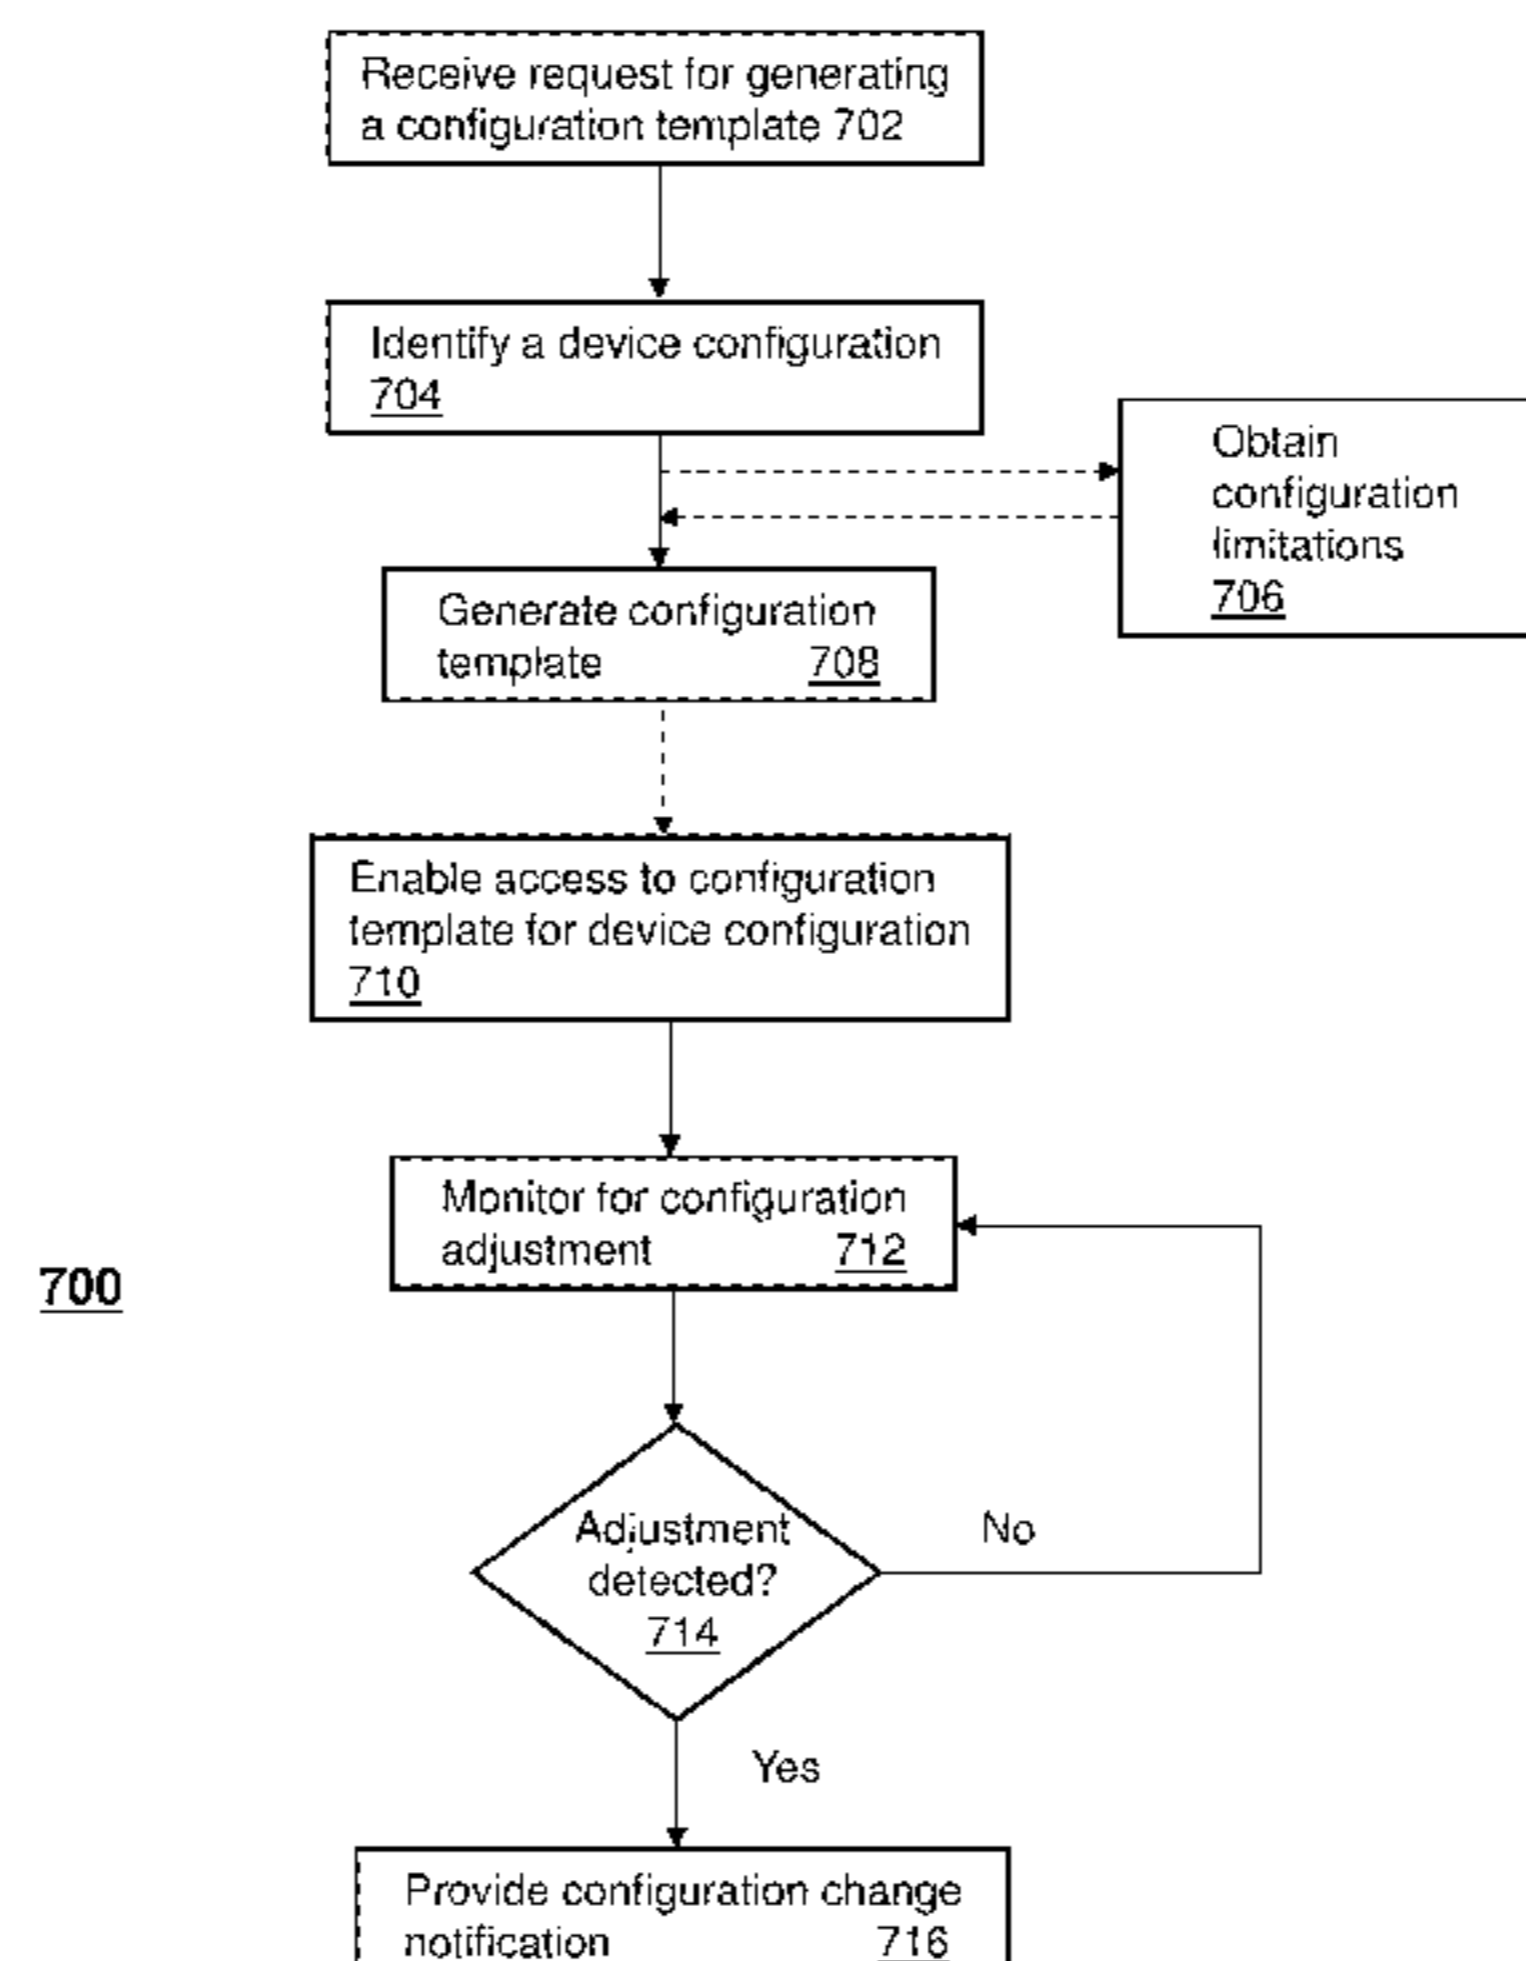 Receive request for generating
a configuration template 702
Identify a device configuration
704
Obtain
configuration
limitations
706
Generate configuration
template 708
Enable access to configuration
template for device configuration
710
Monitor for configuration
adjustment 712
700
Adjustment
detected?
714
No
Yes
Provide configuration change
notification 716